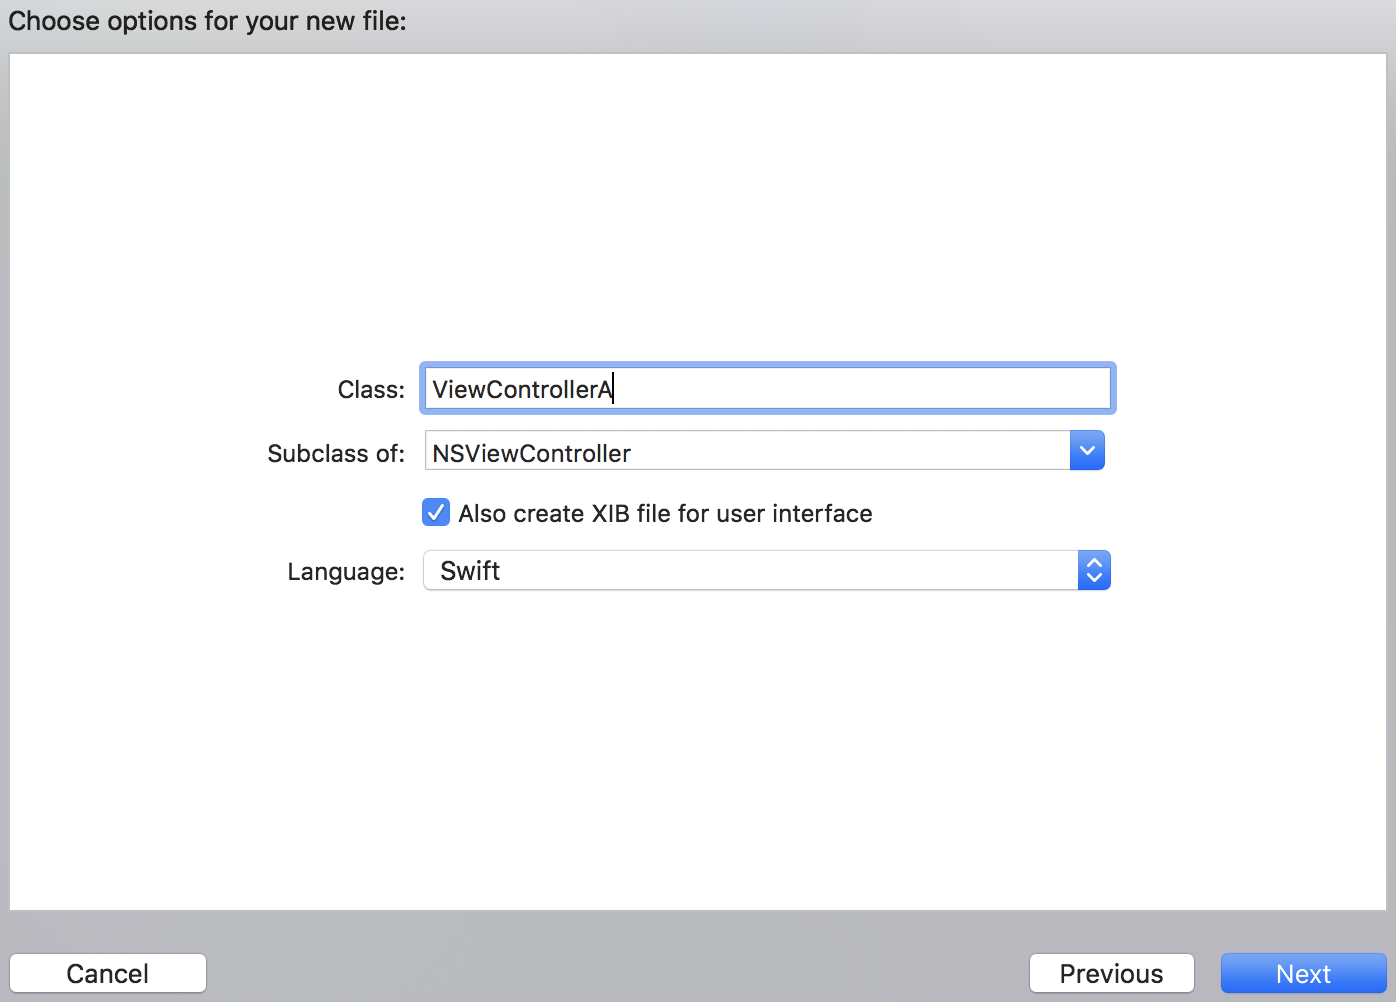 Choose options for your new file:
Class: ViewControllerA
Subclass of: NSViewController
Also create XIB file for user interface
Language: Swift
Cancel Previous Next